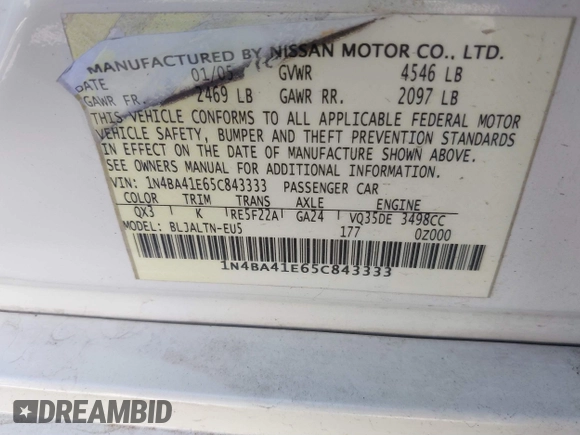 MANUFACTURED BY NISSAN MOTOR CO., LTD.
DATE 01/05 GVWR 4546 LB
GAWR FR. 2469 LB GAWR RR. 2097 LB
THIS VEHICLE CONFORMS TO ALL APPLICABLE FEDERAL MOTOR
VEHICLE SAFETY, BUMPER AND THEFT PREVENTION STANDARDS
IN EFFECT ON THE DATE OF MANUFACTURE SHOWN ABOVE.
SEE OWNERS MANUAL FOR ADDITIONAL INFORMATION.
VIN: 1N4BA41E65C843333 PASSENGER CAR
COLOR TRIM TRANS AXLE ENGINE
QX3 K RE5F22A GA24 VQ35DE 3498CC
MODEL: BLJALTN-EU5 177 0Z000
1N4BA41E65C843333
DREAMBID